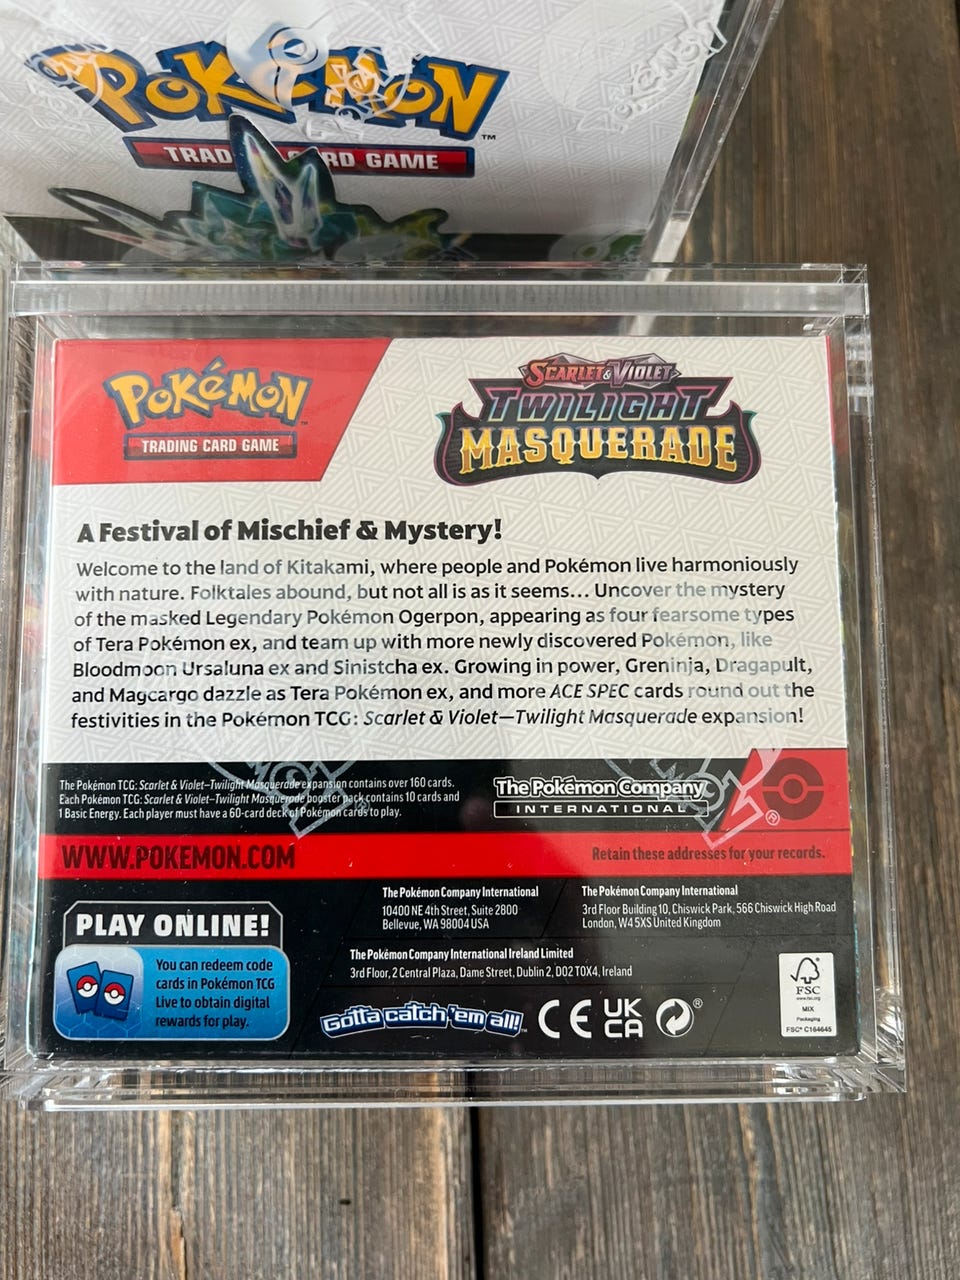 POKÉMON
TRAD RD GAME
POKÉMON
TRADING CARD GAME
SCARLET & VIOLET
TWILIGHT
MASQUERADE
A Festival of Mischief & Mystery!
Welcome to the land of Kitakami, where people and Pokémon live harmoniously
with nature. Folktales abound, but not all is as it seems... Uncover the mystery
of the masked Legendary Pokémon Ogerpon, appearing as four fearsome types
of Tera Pokémon ex, and team up with more newly discovered Pokémon, like
Bloodmoon Ursaluna ex and Sinistcha ex. Growing in power, Greninja, Dragapult,
and Magcargo dazzle as Tera Pokémon ex, and more ACE SPEC cards round out the
festivities in the Pokémon TCG: Scarlet & Violet—Twilight Masquerade expansion!
The Pokémon TCG: Scarlet & Violet–Twilight Masquerade expansion contains over 160 cards.
Each Pokémon TCG: Scarlet & Violet–Twilight Masquerade booster pack contains 10 cards and
1 Basic Energy. Each player must have a 60-card deck of Pokémon cards to play.
The Pokémon Company
INTERNATIONAL
WWW.POKEMON.COM
Retain these addresses for your records.
The Pokémon Company International
10400 NE 4th Street, Suite 2800
Bellevue, WA 98004 USA
The Pokémon Company International
3rd Floor Building 10, Chiswick Park, 566 Chiswick High Road
London, W4 5XS United Kingdom
The Pokémon Company International Ireland Limited
3rd Floor, 2 Central Plaza, Dame Street, Dublin 2, D02 T0X4, Ireland
PLAY ONLINE!
You can redeem code
cards in Pokémon TCG
Live to obtain digital
rewards for play.
Gotta catch 'em all!
CE
UK
CA
FSC
www.fsc.org
MIX
Packaging
FSC® C164645